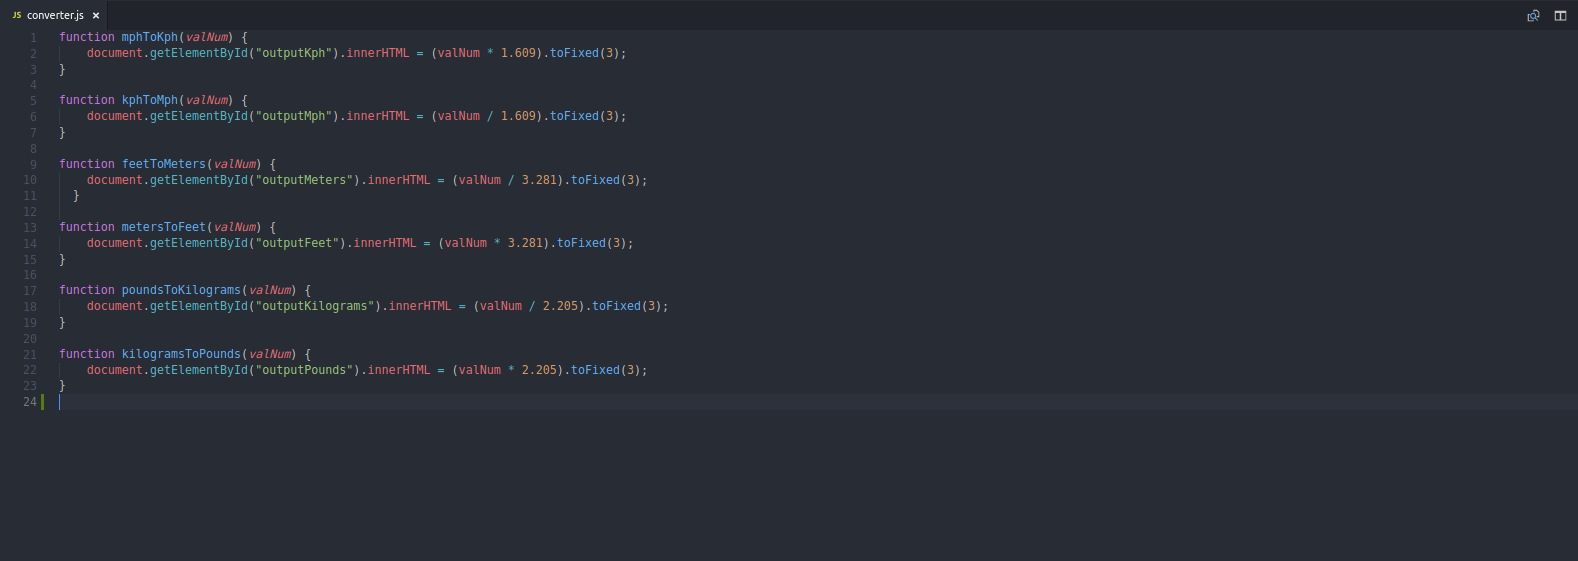 JS converter.js ×
1 function mphToKph(valNum) {
2     document.getElementById("outputKph").innerHTML = (valNum * 1.609).toFixed(3);
3 }
4
5 function kphToMph(valNum) {
6     document.getElementById("outputMph").innerHTML = (valNum / 1.609).toFixed(3);
7 }
8
9 function feetToMeters(valNum) {
10     document.getElementById("outputMeters").innerHTML = (valNum / 3.281).toFixed(3);
11   }
12
13 function metersToFeet(valNum) {
14     document.getElementById("outputFeet").innerHTML = (valNum * 3.281).toFixed(3);
15 }
16
17 function poundsToKilograms(valNum) {
18     document.getElementById("outputKilograms").innerHTML = (valNum / 2.205).toFixed(3);
19 }
20
21 function kilogramsToPounds(valNum) {
22     document.getElementById("outputPounds").innerHTML = (valNum * 2.205).toFixed(3);
23 }
24